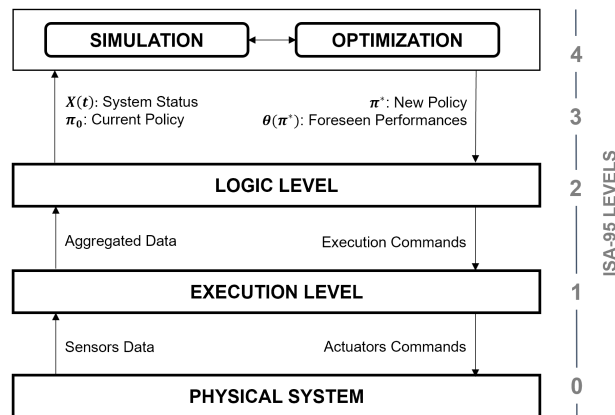 SIMULATION
OPTIMIZATION
4
X(t): System Status
π₀: Current Policy
π*: New Policy
θ(π*): Foreseen Performances
3
LOGIC LEVEL
2
Aggregated Data
Execution Commands
EXECUTION LEVEL
1
Sensors Data
Actuators Commands
PHYSICAL SYSTEM
0
ISA-95 LEVELS